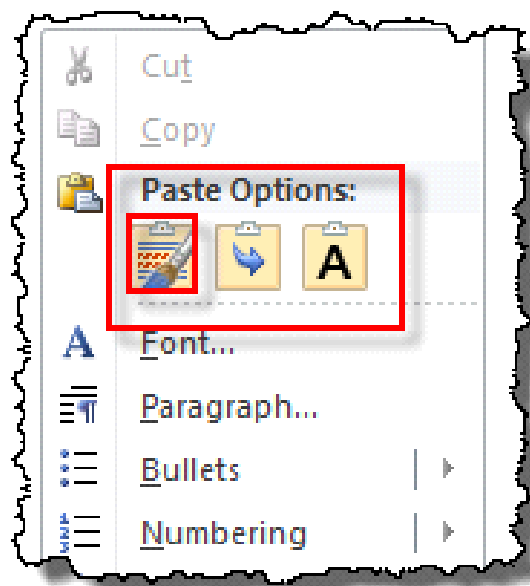 Cut
Copy
Paste Options:
A
A Font...
Paragraph...
Bullets
Numbering